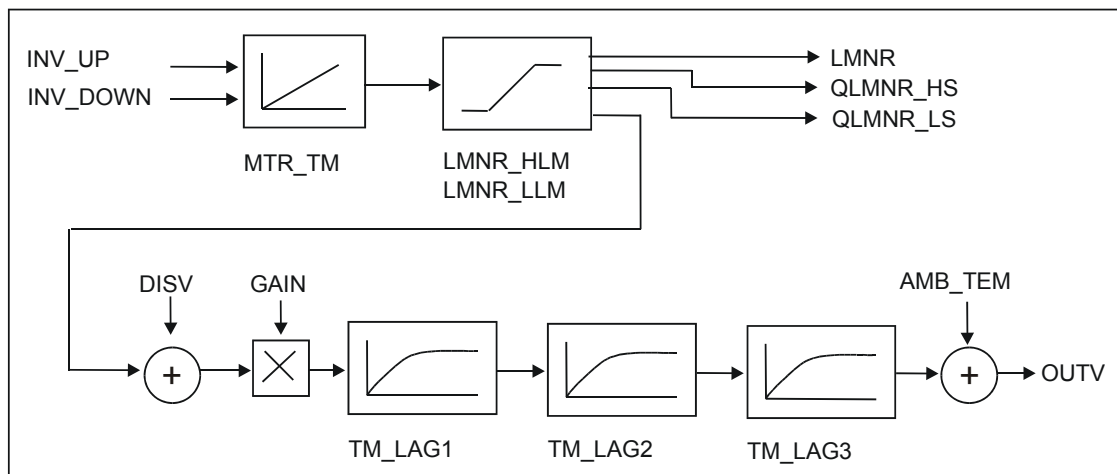 INV_UP
INV_DOWN
MTR_TM
LMNR_HLM
LMNR_LLM
LMNR
QLMNR_HS
QLMNR_LS
DISV
GAIN
AMB_TEM
+
+
OUTV
TM_LAG1
TM_LAG2
TM_LAG3